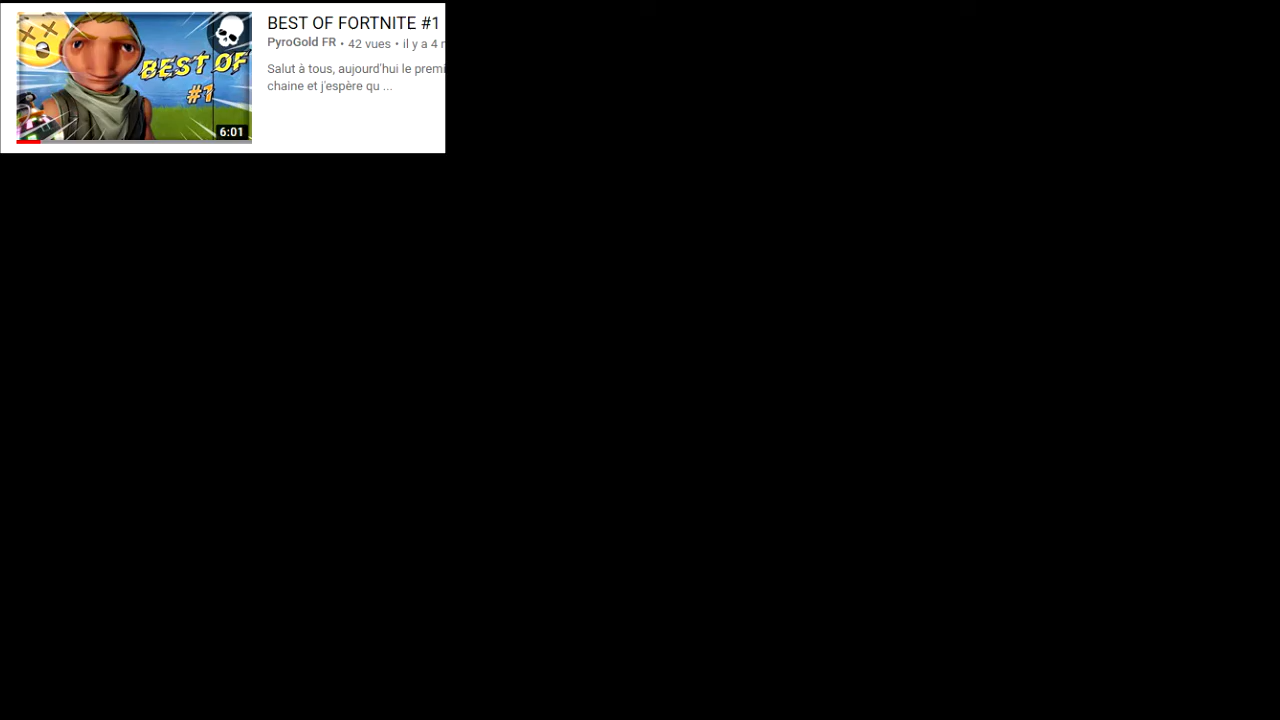 BEST OF FORTNITE #1
PyroGold FR • 42 vues • il y a 4
Salut à tous, aujourd'hui le
chaine et j'espère qu ...
BEST OF
#1
6:01